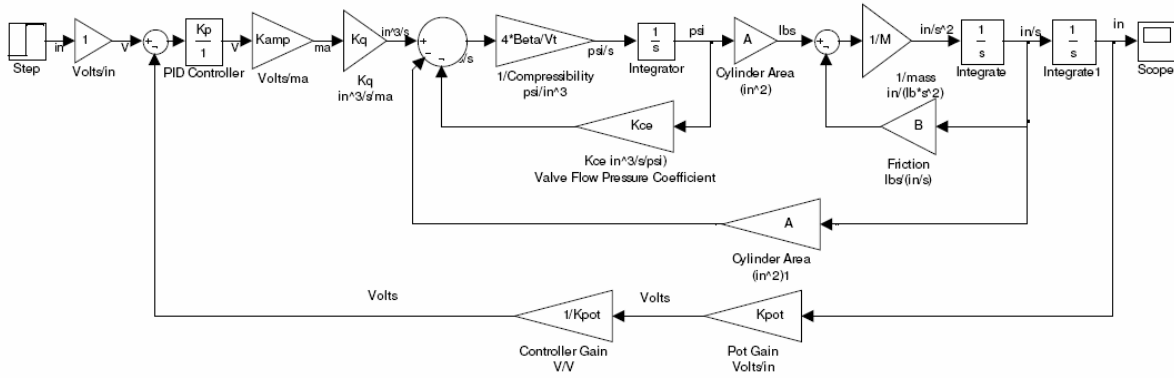 Step
in
1
Volts/in
V
+
-
Kp
1
PID Controller
V
Kamp
Volts/ma
ma
Kq
Kq
in^3/s/ma
in^3/s
+
-
-
/s
4*Beta/Vt
1/Compressibility
psi/in^3
psi/s
1
s
Integrator
psi
A
Cylinder Area
(in^2)
lbs
+
-
1/M
1/mass
in/(lb*s^2)
in/s^2
1
s
Integrate
in/s
1
s
Integrate1
in
Scope
Kce
Kce in^3/s/psi)
Valve Flow Pressure Coefficient
B
Friction
lbs/(in/s)
A
Cylinder Area
(in^2)1
Volts
1/Kpot
Controller Gain
V/V
Volts
Kpot
Pot Gain
Volts/in